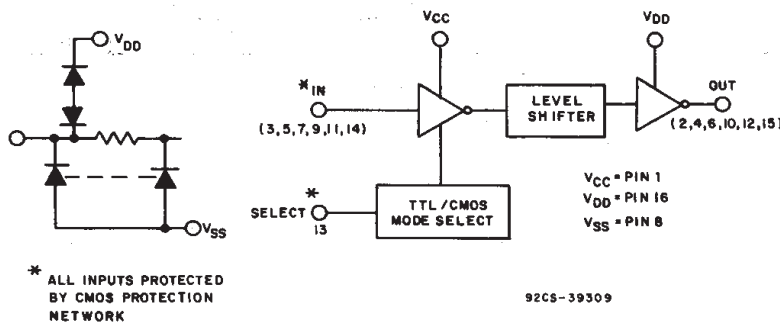 VDD
VSS
* ALL INPUTS PROTECTED
BY CMOS PROTECTION
NETWORK
VCC
VDD
*IN
(3,5,7,9,11,14)
LEVEL
SHIFTER
OUT
(2,4,6,10,12,15)
*
SELECT
13
TTL/CMOS
MODE SELECT
VCC = PIN 1
VDD = PIN 16
VSS = PIN 8
92CS-39309